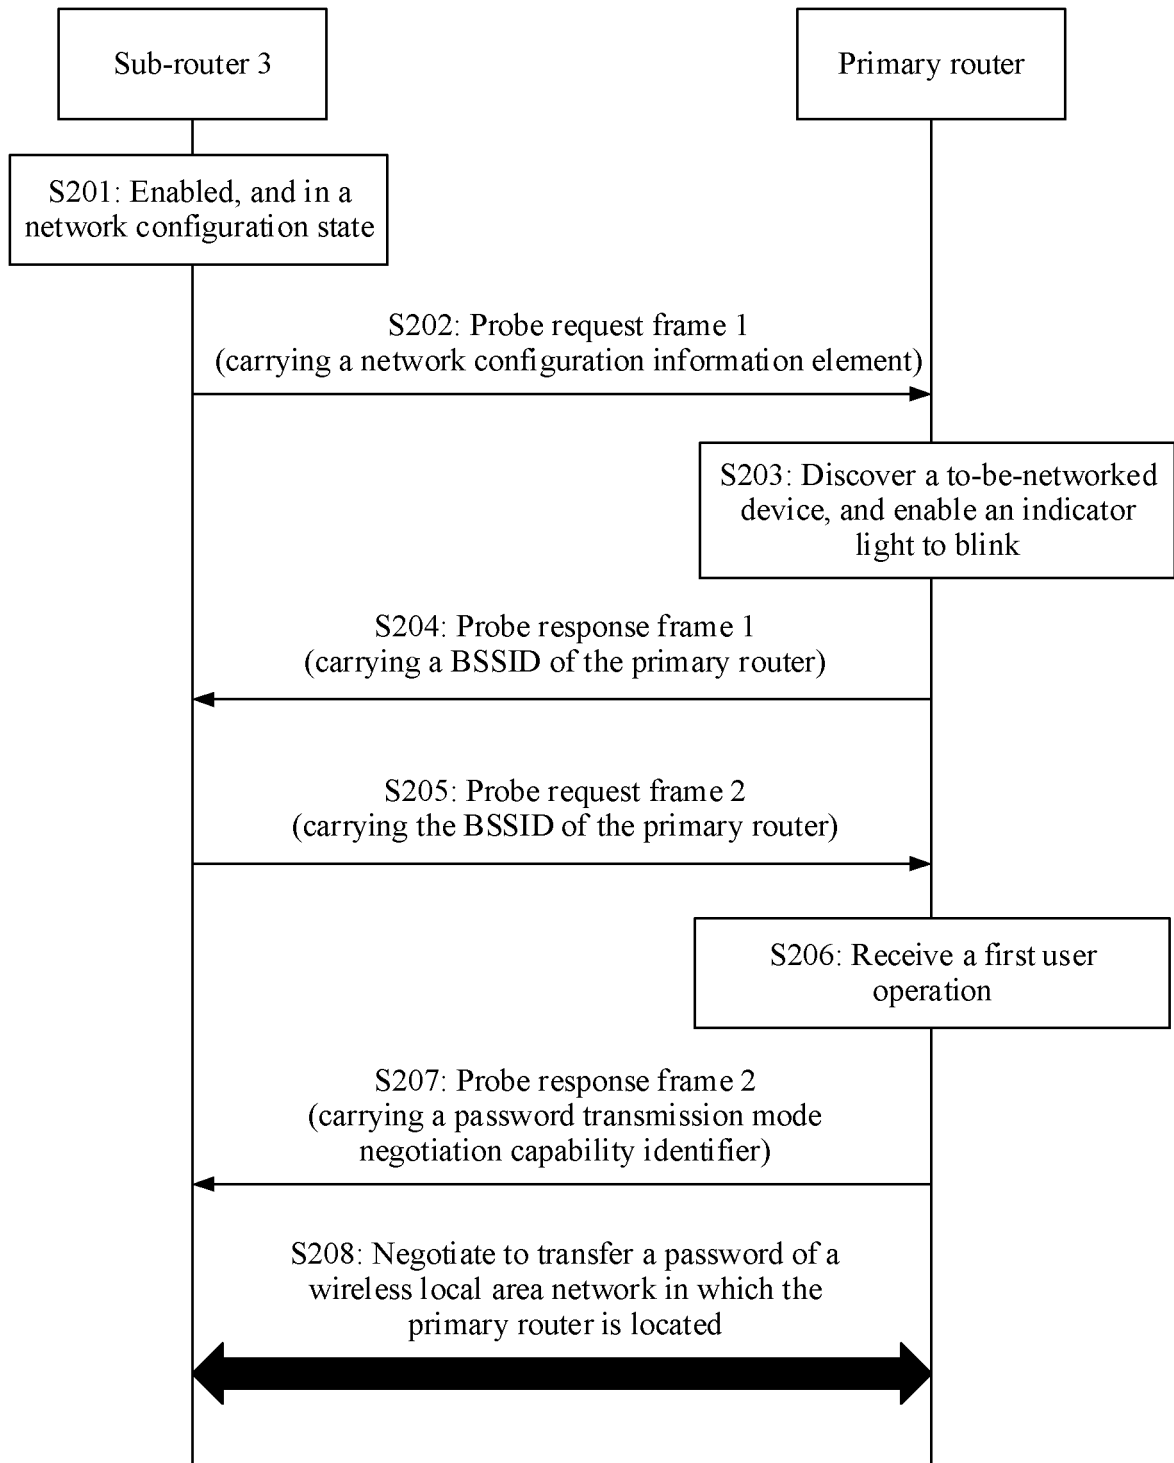 Sub-router 3
Primary router
S201: Enabled, and in a
network configuration state
S202: Probe request frame 1
(carrying a network configuration information element)
S203: Discover a to-be-networked
device, and enable an indicator
light to blink
S204: Probe response frame 1
(carrying a BSSID of the primary router)
S205: Probe request frame 2
(carrying the BSSID of the primary router)
S206: Receive a first user
operation
S207: Probe response frame 2
(carrying a password transmission mode
negotiation capability identifier)
S208: Negotiate to transfer a password of a
wireless local area network in which the
primary router is located